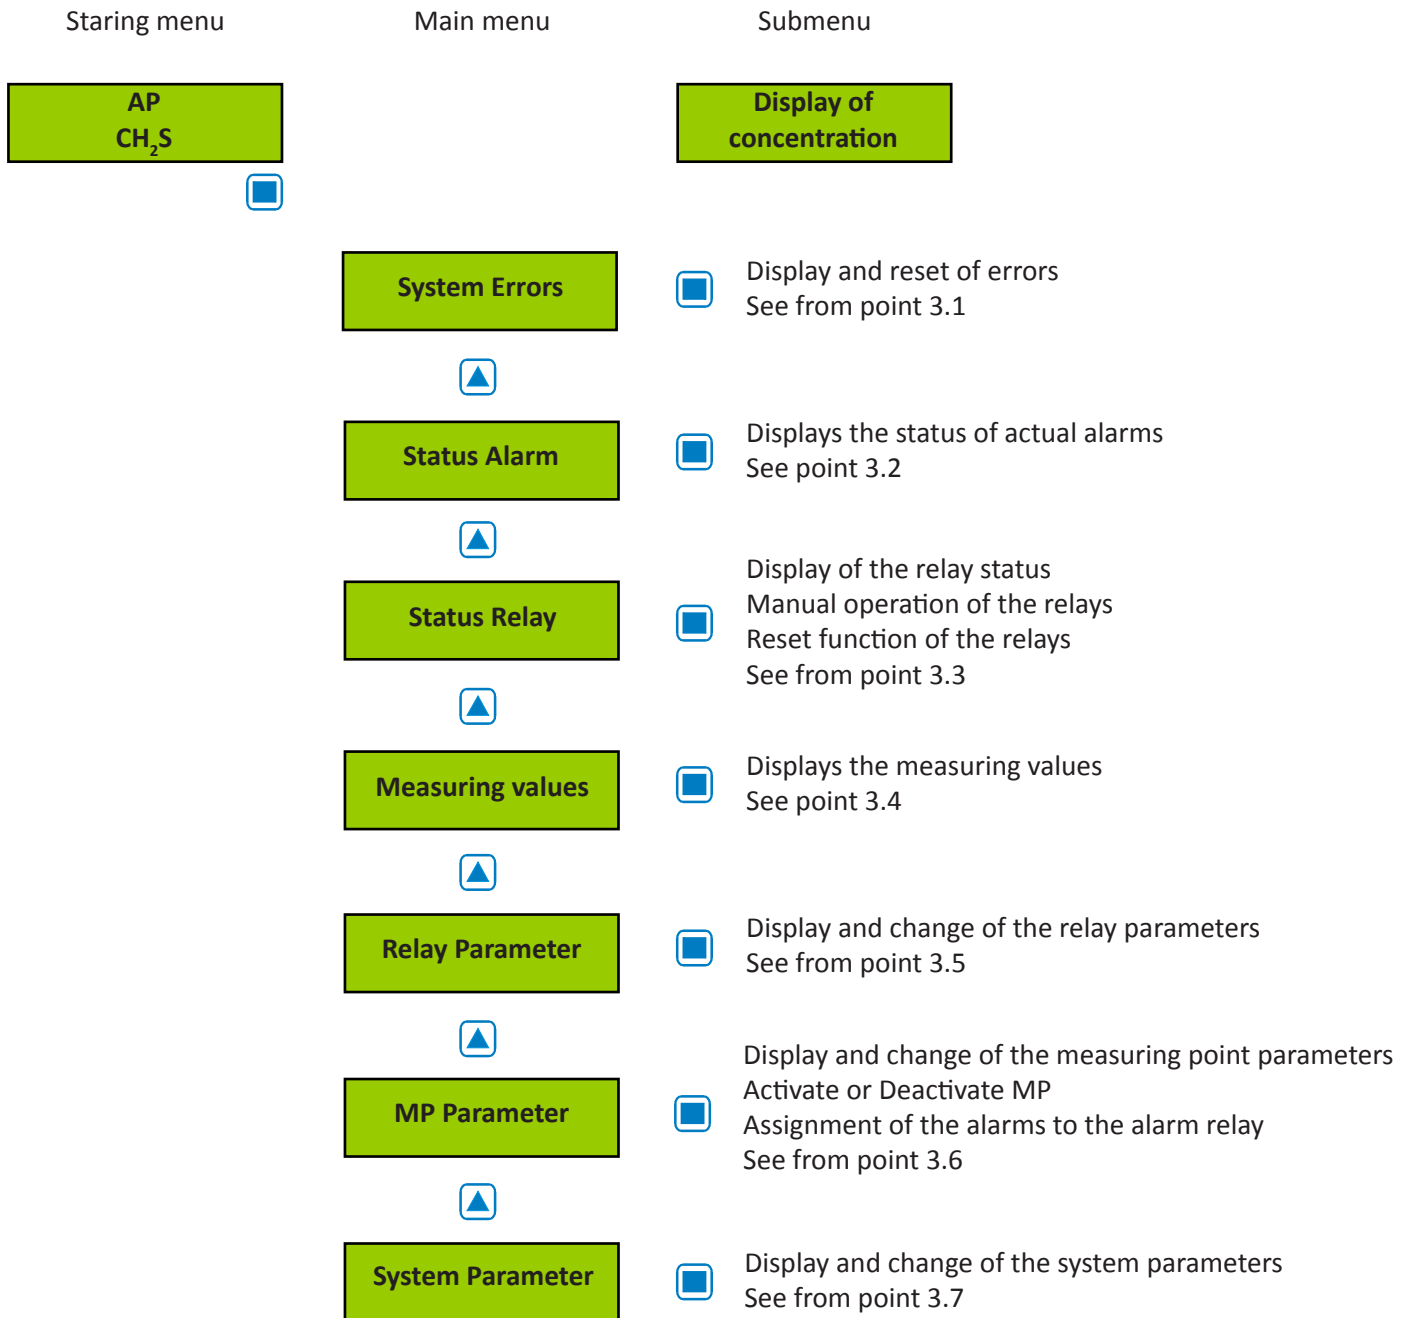 Staring menu
Main menu
Submenu
AP
CH₂S
Display of
concentration
System Errors
Display and reset of errors
See from point 3.1
Status Alarm
Displays the status of actual alarms
See point 3.2
Status Relay
Display of the relay status
Manual operation of the relays
Reset function of the relays
See from point 3.3
Measuring values
Displays the measuring values
See point 3.4
Relay Parameter
Display and change of the relay parameters
See from point 3.5
MP Parameter
Display and change of the measuring point parameters
Activate or Deactivate MP
Assignment of the alarms to the alarm relay
See from point 3.6
System Parameter
Display and change of the system parameters
See from point 3.7